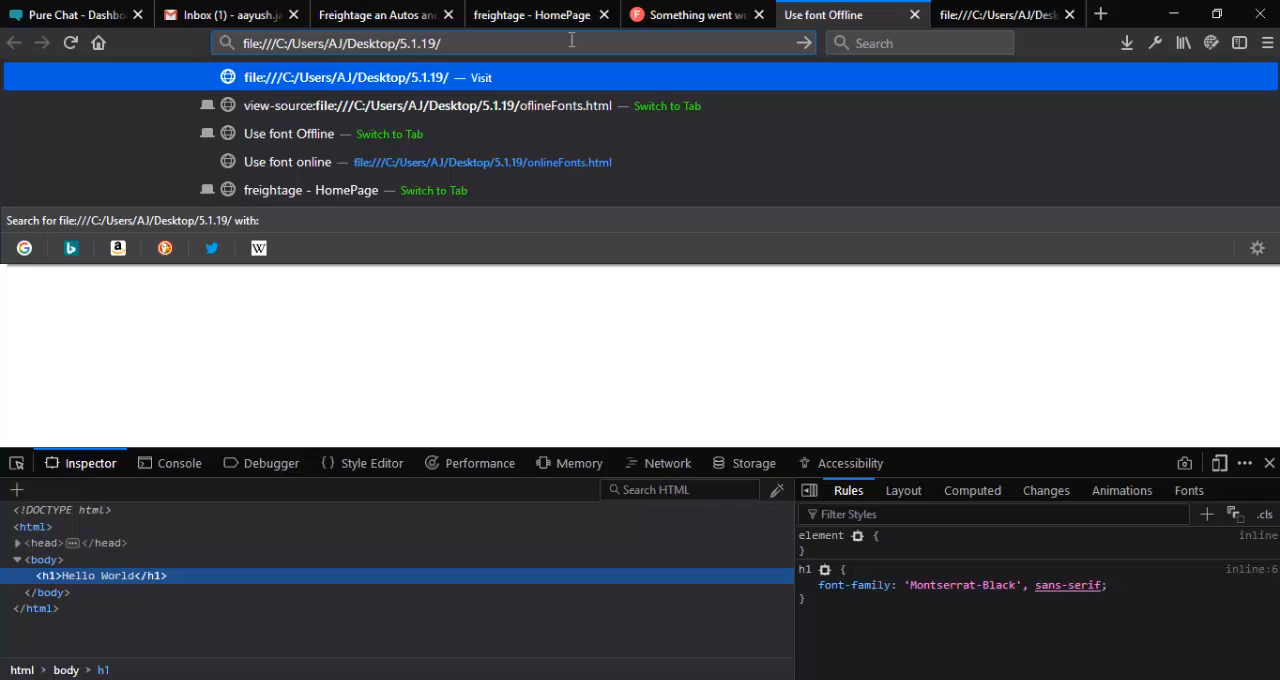 Pure Chat - Dashbo
Inbox (1) - aayush.ja
Freightage an Autos and
freightage - HomePage
Something went wr
Use font Offline
file:///C:/Users/AJ/Desk
file:///C:/Users/AJ/Desktop/5.1.19/
Search
file:///C:/Users/AJ/Desktop/5.1.19/ — Visit
view-source:file:///C:/Users/AJ/Desktop/5.1.19/oflineFonts.html — Switch to Tab
Use font Offline — Switch to Tab
Use font online — file:///C:/Users/AJ/Desktop/5.1.19/onlineFonts.html
freightage - HomePage — Switch to Tab
Search for file:///C:/Users/AJ/Desktop/5.1.19/ with:
Inspector Console Debugger {} Style Editor Performance Memory Network Storage Accessibility
Search HTML
Rules Layout Computed Changes Animations Fonts
Filter Styles
.cls
<!DOCTYPE html>
<html>
<head></head>
<body>
<h1>Hello World</h1>
</body>
</html>
element {
inline
}
h1 {
inline:6
font-family: 'Montserrat-Black', sans-serif;
}
html > body > h1